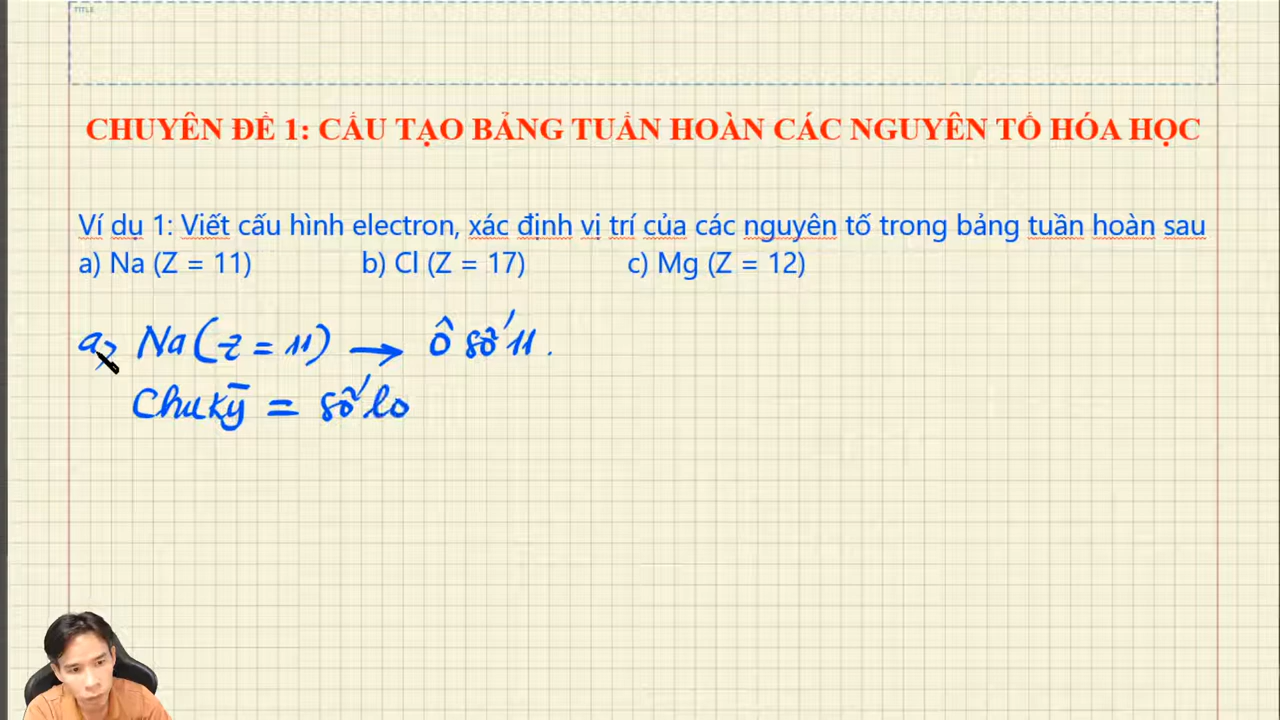 TITLE
CHUYÊN ĐỀ 1: CẤU TẠO BẢNG TUẦN HOÀN CÁC NGUYÊN TỐ HÓA HỌC
Ví dụ 1: Viết cấu hình electron, xác định vị trí của các nguyên tố trong bảng tuần hoàn sau
a) Na (Z = 11) b) Cl (Z = 17) c) Mg (Z = 12)
a) Na (Z = 11) → Ô số 11.
Chu kỳ = số lo